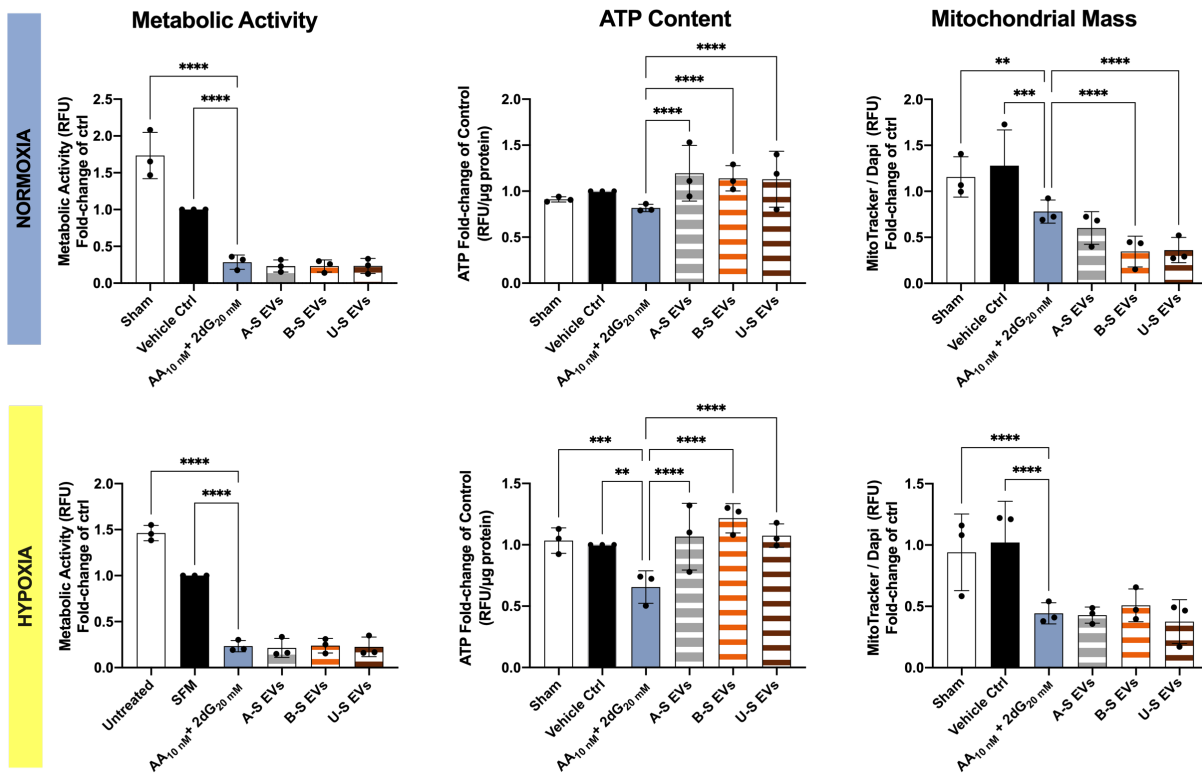 Metabolic Activity
ATP Content
Mitochondrial Mass
NORMOXIA
Metabolic Activity (RFU)
Fold-change of ctrl
2.5
2.0
1.5
1.0
0.5
0.0
****
****
Sham
Vehicle Ctrl
AA10 nM + 2dG20 mM
A-S EVs
B-S EVs
U-S EVs
ATP Fold-change of Control
(RFU/µg protein)
2.0
1.5
1.0
0.5
0.0
****
****
****
Sham
Vehicle Ctrl
AA10 nM + 2dG20 mM
A-S EVs
B-S EVs
U-S EVs
MitoTracker / Dapi (RFU)
Fold-change of ctrl
2.0
1.5
1.0
0.5
0.0
**
****
***
****
Sham
Vehicle Ctrl
AA10 nM + 2dG20 mM
A-S EVs
B-S EVs
U-S EVs
HYPOXIA
Metabolic Activity (RFU)
Fold-change of ctrl
2.0
1.5
1.0
0.5
0.0
****
****
Untreated
SFM
AA10 nM + 2dG20 mM
A-S EVs
B-S EVs
U-S EVs
ATP Fold-change of Control
(RFU/µg protein)
1.5
1.0
0.5
0.0
****
***
****
**
****
Sham
Vehicle Ctrl
AA10 nM + 2dG20 mM
A-S EVs
B-S EVs
U-S EVs
MitoTracker / Dapi (RFU)
Fold-change of ctrl
1.5
1.0
0.5
0.0
****
****
Sham
Vehicle Ctrl
AA10 nM + 2dG20 mM
A-S EVs
B-S EVs
U-S EVs